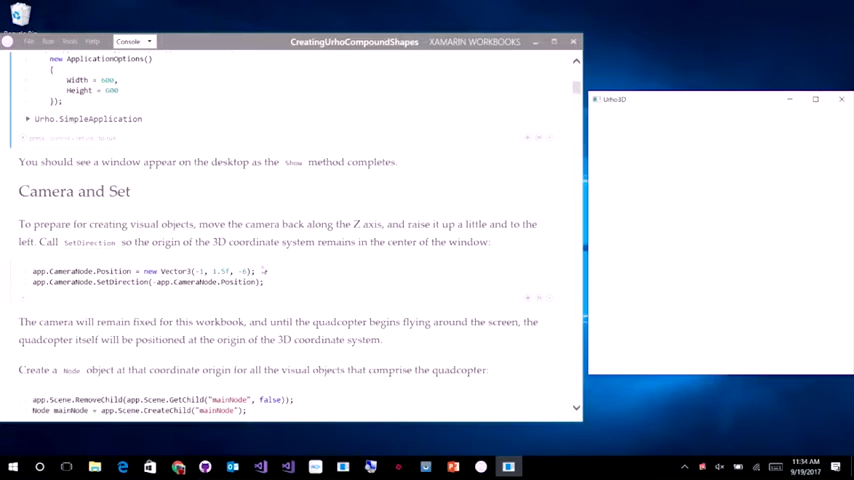 File Run Tools Help Console CreatingUrhoCompoundShapes - XAMARIN WORKBOOKS
new ApplicationOptions()
{
Width = 600,
Height = 600
});
Urho.SimpleApplication
You should see a window appear on the desktop as the Show method completes.
Camera and Set
To prepare for creating visual objects, move the camera back along the Z axis, and raise it up a little and to the
left. Call SetDirection so the origin of the 3D coordinate system remains in the center of the window:
app.CameraNode.Position = new Vector3(-1, 1.5f, -6);
app.CameraNode.SetDirection(-app.CameraNode.Position);
The camera will remain fixed for this workbook, and until the quadcopter begins flying around the screen, the
quadcopter itself will be positioned at the origin of the 3D coordinate system.
Create a Node object at that coordinate origin for all the visual objects that comprise the quadcopter:
app.Scene.RemoveChild(app.Scene.GetChild("mainNode", false));
Node mainNode = app.Scene.CreateChild("mainNode");
Urho3D
11:34 AM
9/19/2017